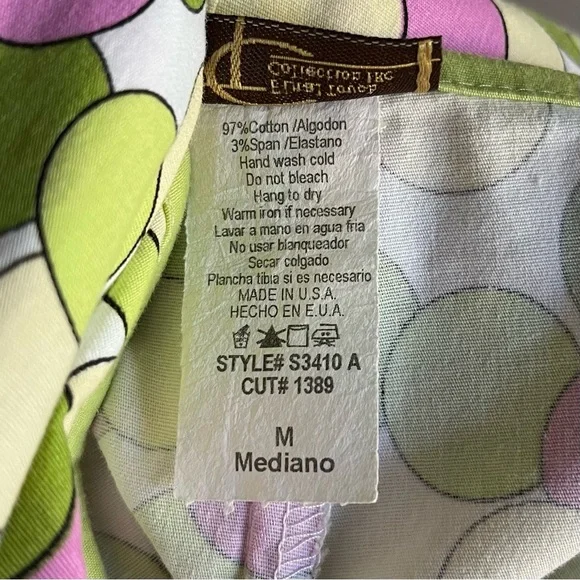 Final Touch
Collection Inc
97%Cotton /Algodon
3%Span /Elastano
Hand wash cold
Do not bleach
Hang to dry
Warm iron if necessary
Lavar a mano en agua fria
No usar blanqueador
Secar colgado
Plancha tibia si es necesario
MADE IN U.S.A.
HECHO EN E.U.A.
STYLE# S3410 A
CUT# 1389
M
Mediano